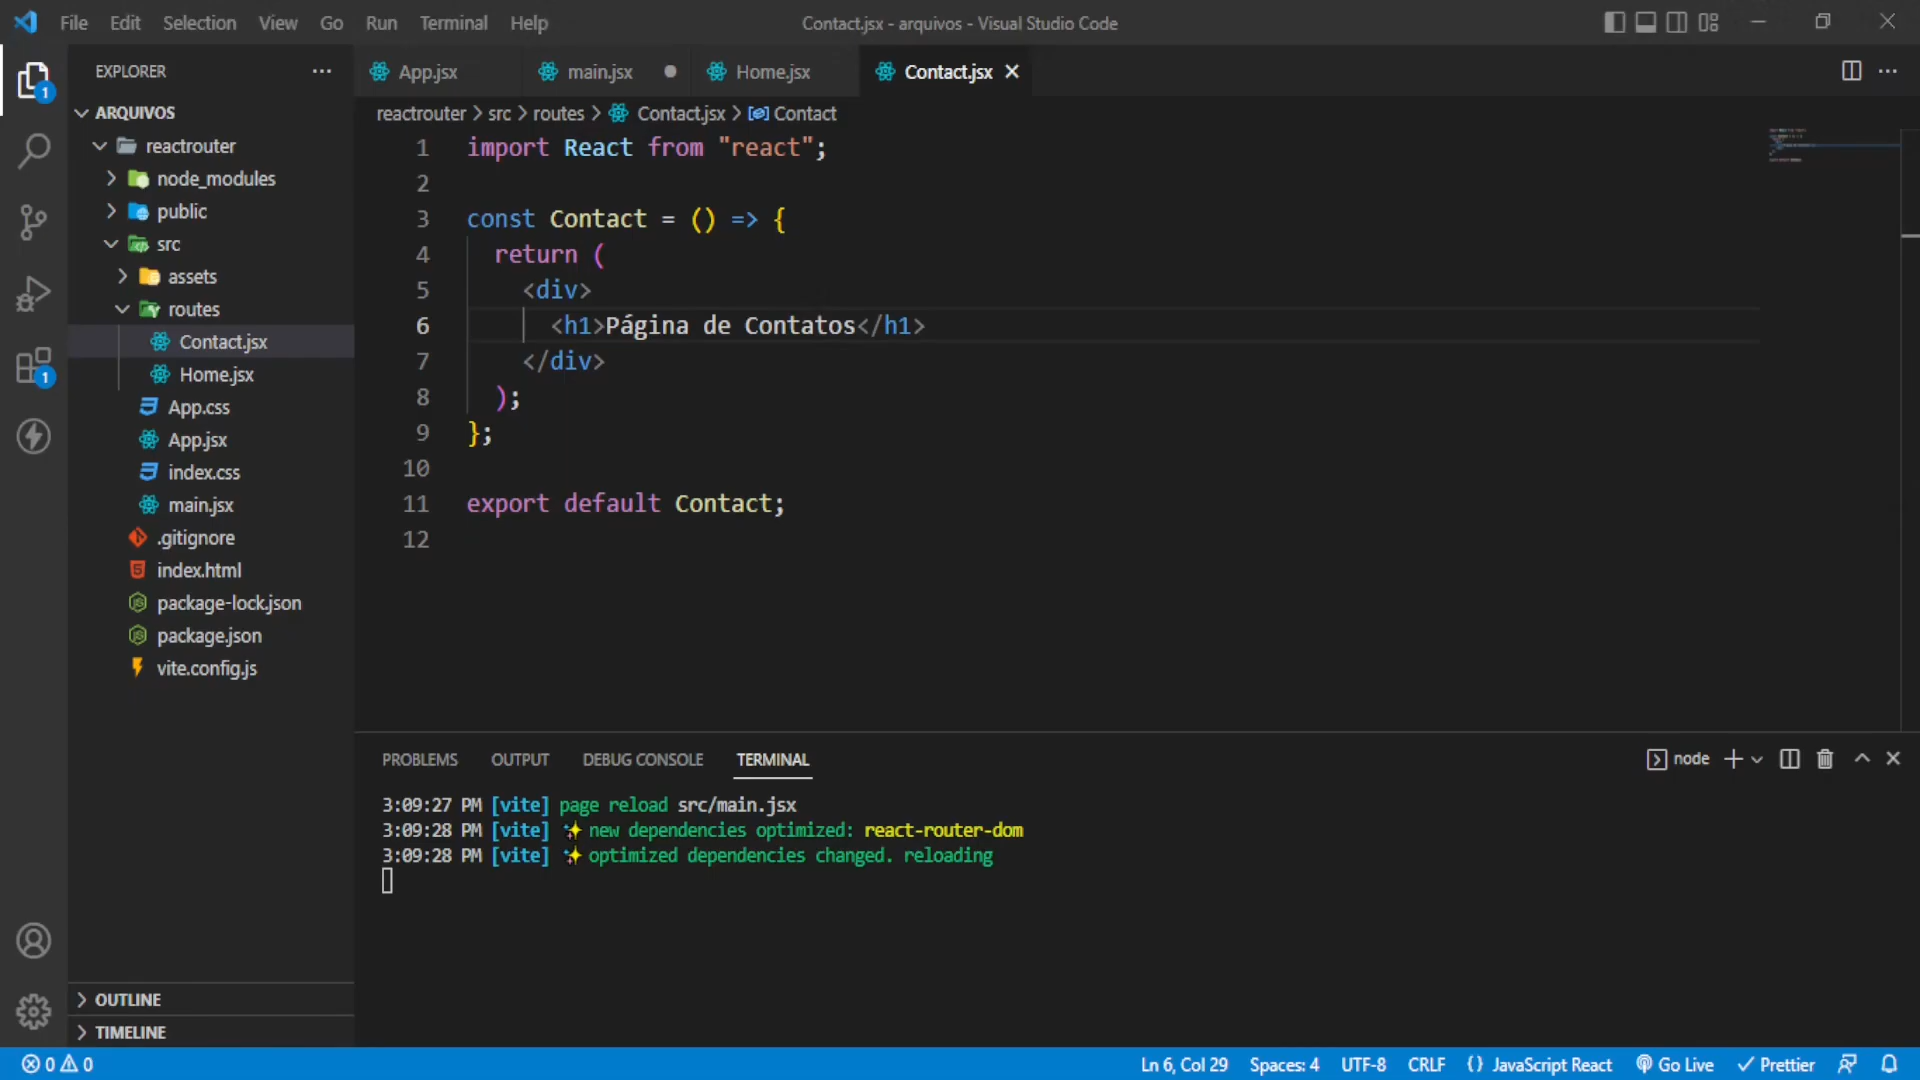 File Edit Selection View Go Run Terminal Help
Contact.jsx - arquivos - Visual Studio Code
EXPLORER
App.jsx main.jsx Home.jsx Contact.jsx
1
ARQUIVOS
reactrouter > src > routes > Contact.jsx > Contact
reactrouter
node_modules
public
src
assets
routes
Contact.jsx
Home.jsx
App.css
App.jsx
index.css
main.jsx
.gitignore
index.html
package-lock.json
package.json
vite.config.js
1
1 import React from "react";
2
3 const Contact = () => {
4 return (
5 <div>
6 <h1>Página de Contatos</h1>
7 </div>
8 );
9 };
10
11 export default Contact;
12
PROBLEMS OUTPUT DEBUG CONSOLE TERMINAL
node
3:09:27 PM [vite] page reload src/main.jsx
3:09:28 PM [vite] ✨ new dependencies optimized: react-router-dom
3:09:28 PM [vite] ✨ optimized dependencies changed. reloading
OUTLINE
TIMELINE
0 0
Ln 6, Col 29 Spaces: 4 UTF-8 CRLF {} JavaScript React Go Live Prettier